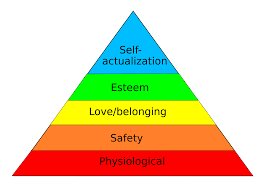 Self-
actualization
Esteem
Love/belonging
Safety
Physiological